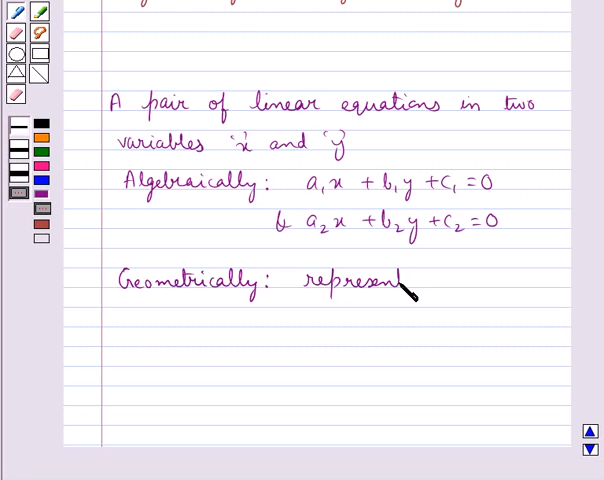 A pair of linear equations in two
variables 'x' and 'y'
Algebraically: a₁x + b₁y + c₁ = 0
& a₂x + b₂y + c₂ = 0
Geometrically: represent